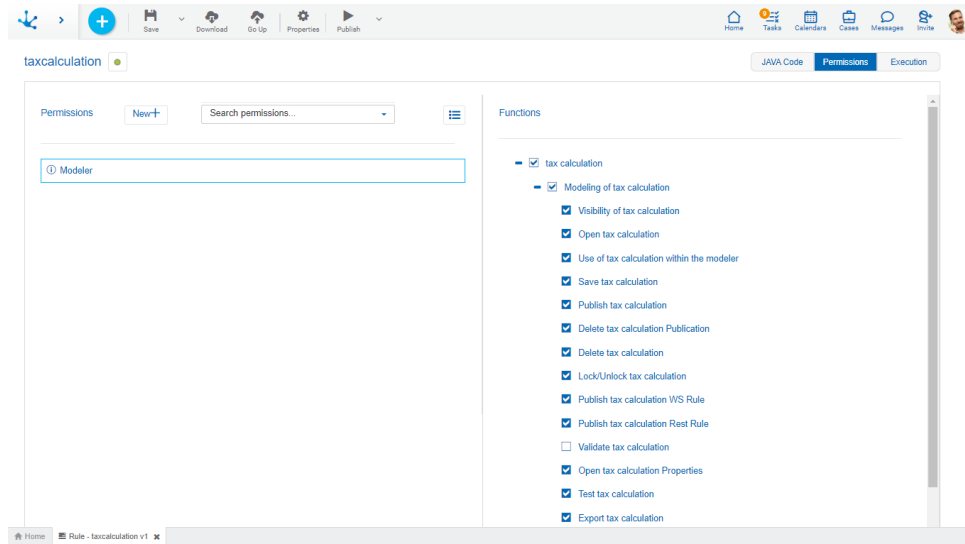 Save
Download
Go Up
Properties
Publish
Home
9
Tasks
Calendars
Cases
Messages
Invite
taxcalculation
JAVA Code
Permissions
Execution
Permissions
New
Search permissions...
Functions
Modeler
tax calculation
Modeling of tax calculation
Visibility of tax calculation
Open tax calculation
Use of tax calculation within the modeler
Save tax calculation
Publish tax calculation
Delete tax calculation Publication
Delete tax calculation
Lock/Unlock tax calculation
Publish tax calculation WS Rule
Publish tax calculation Rest Rule
Validate tax calculation
Open tax calculation Properties
Test tax calculation
Export tax calculation
Home
Rule - taxcalculation v1